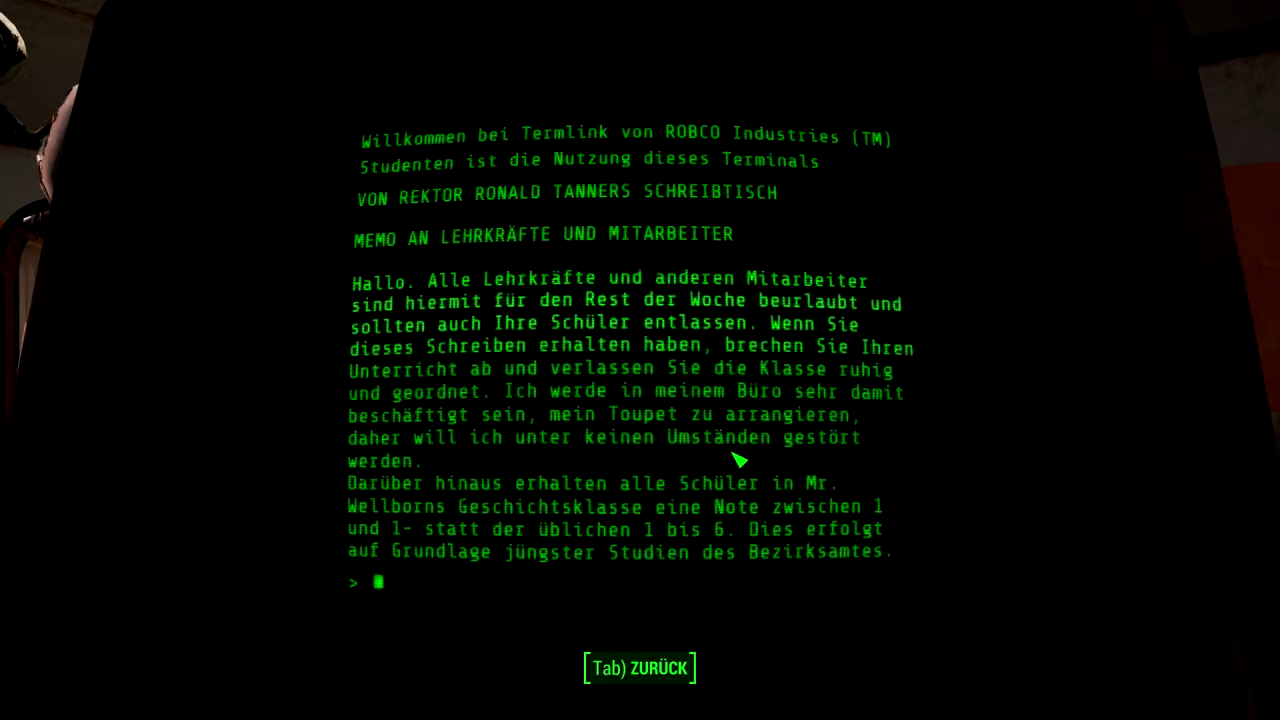 Willkommen bei Termlink von ROBCO Industries (TM)
Studenten ist die Nutzung dieses Terminals
VON REKTOR RONALD TANNERS SCHREIBTISCH
MEMO AN LEHRKRÄFTE UND MITARBEITER
Hallo. Alle Lehrkräfte und anderen Mitarbeiter
sind hiermit für den Rest der Woche beurlaubt und
sollten auch Ihre Schüler entlassen. Wenn Sie
dieses Schreiben erhalten haben, brechen Sie Ihren
Unterricht ab und verlassen Sie die Klasse ruhig
und geordnet. Ich werde in meinem Büro sehr damit
beschäftigt sein, mein Toupet zu arrangieren,
daher will ich unter keinen Umständen gestört
werden.
Darüber hinaus erhalten alle Schüler in Mr.
Wellborns Geschichtsklasse eine Note zwischen 1
und 1- statt der üblichen 1 bis 6. Dies erfolgt
auf Grundlage jüngster Studien des Bezirksamtes.
>
Tab) ZURÜCK